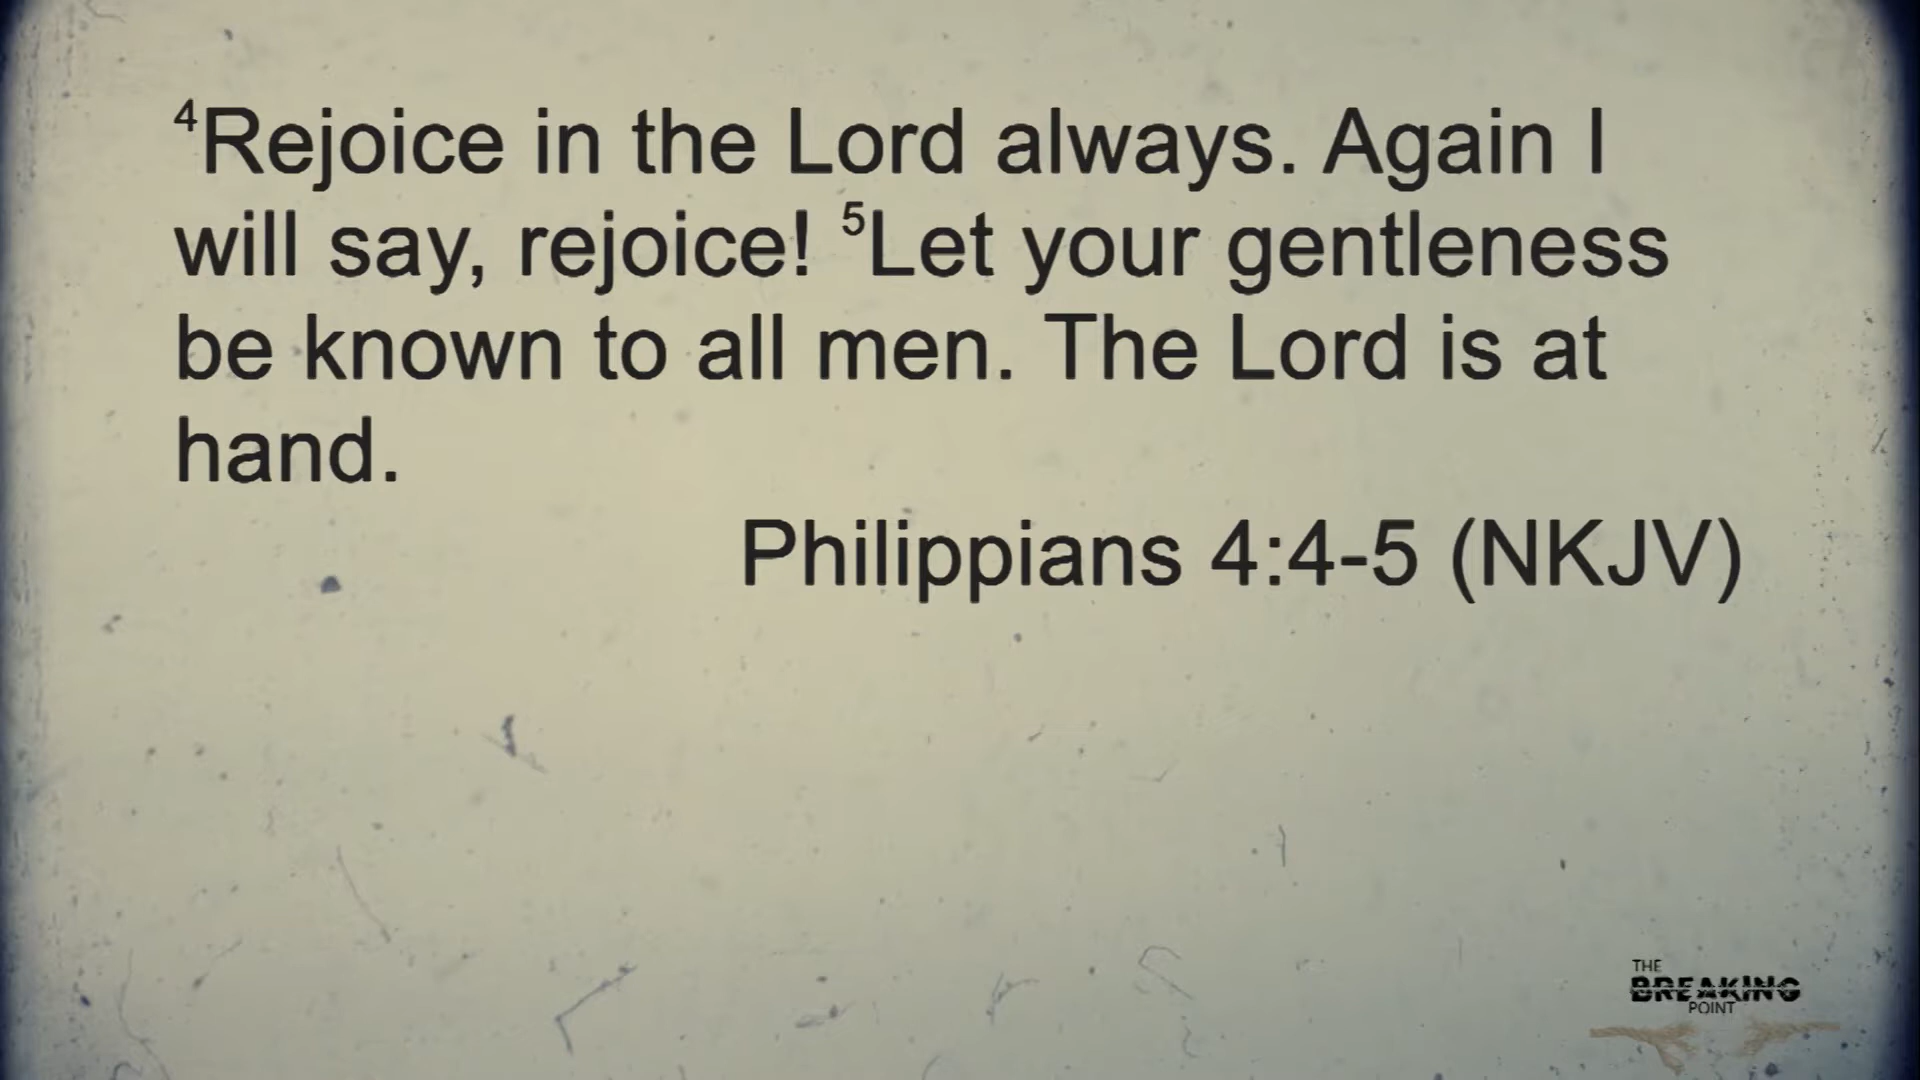 ⁴Rejoice in the Lord always. Again I
will say, rejoice! ⁵Let your gentleness
be known to all men. The Lord is at
hand.
Philippians 4:4-5 (NKJV)
THE
BREAKING
POINT